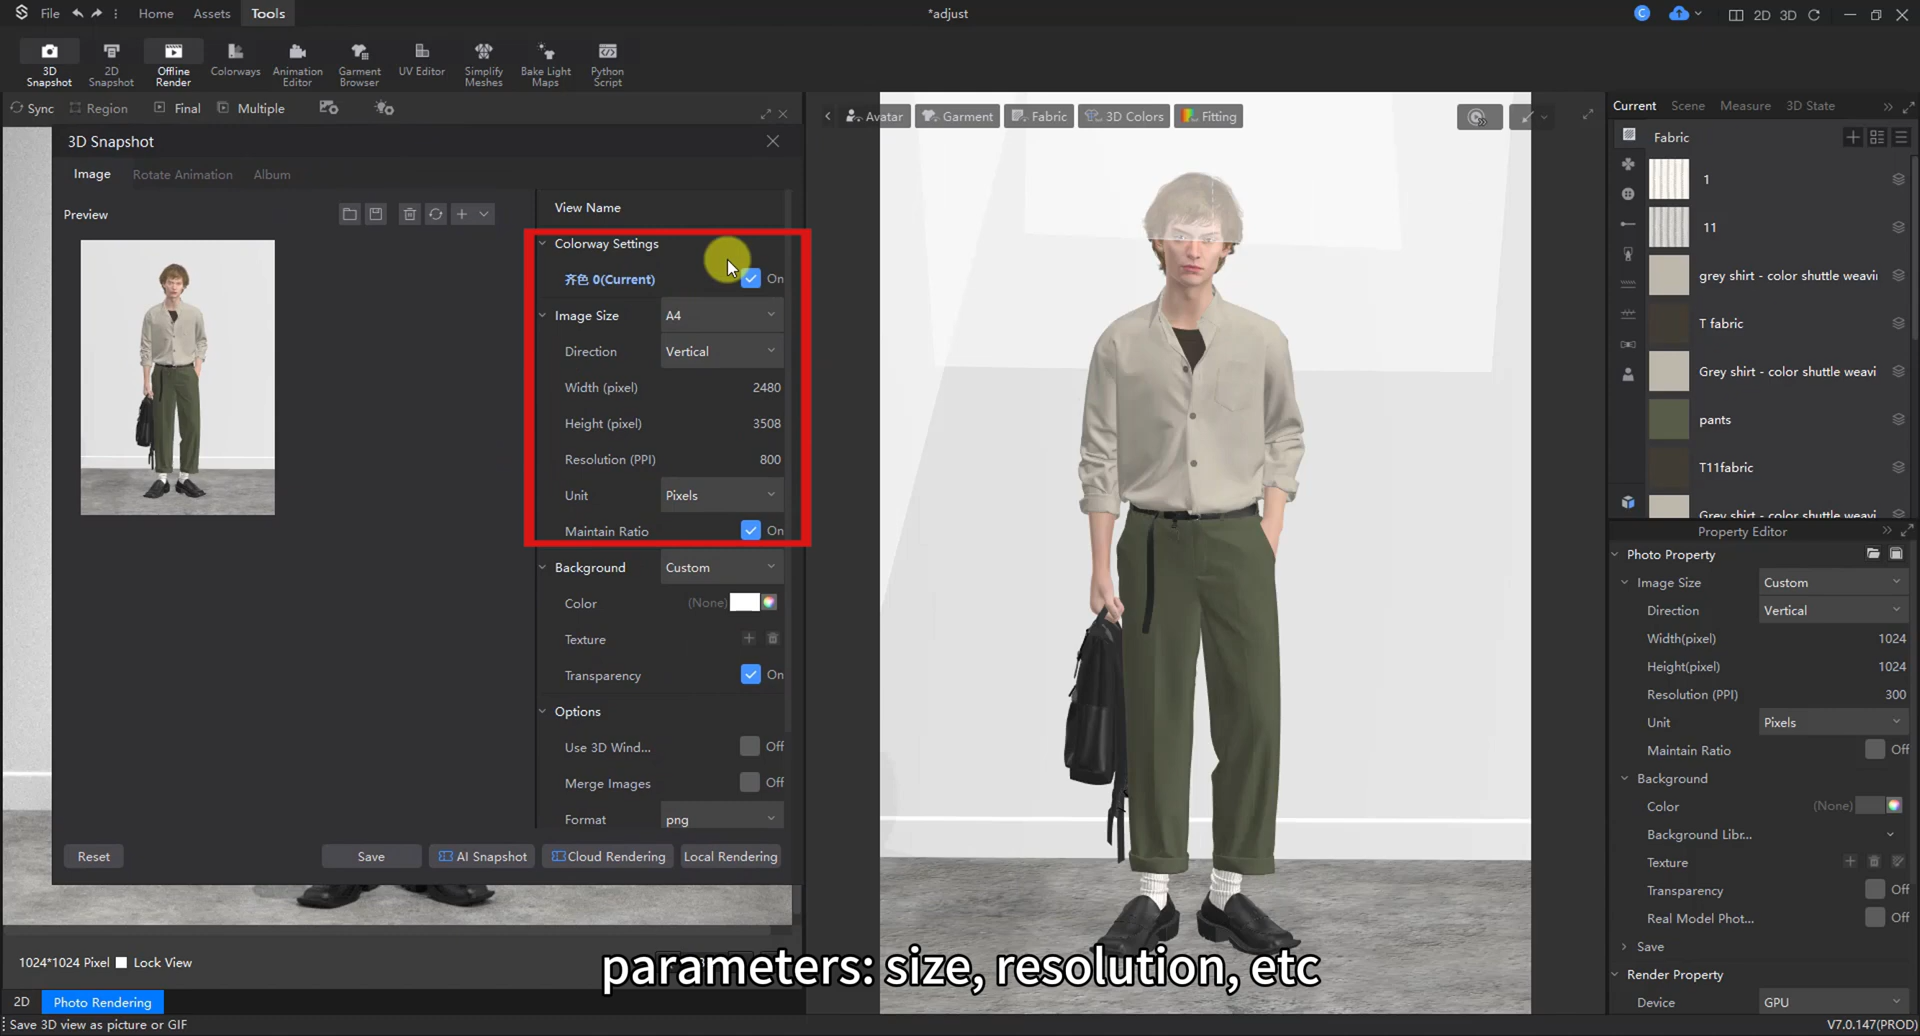 File
Home
Assets
Tools
*adjust
C
2D
3D
3D Snapshot
2D Snapshot
Offline Render
Colorways
Animation Editor
Garment Browser
UV Editor
Simplify Meshes
Bake Light Maps
Python Script
Sync
Region
Final
Multiple
3D Snapshot
Image
Rotate Animation
Album
Preview
View Name
Colorway Settings
齐色 0(Current)
On
Image Size
A4
Direction
Vertical
Width (pixel)
2480
Height (pixel)
3508
Resolution (PPI)
800
Unit
Pixels
Maintain Ratio
On
Background
Custom
Color
(None)
Texture
Transparency
On
Options
Use 3D Wind...
Off
Merge Images
Off
Format
png
Reset
Save
AI Snapshot
Cloud Rendering
Local Rendering
1024*1024 Pixel
Lock View
2D
Photo Rendering
Save 3D view as picture or GIF
Avatar
Garment
Fabric
3D Colors
Fitting
parameters: size, resolution, etc
Current
Scene
Measure
3D State
Fabric
1
11
grey shirt - color shuttle weavi
T fabric
Grey shirt - color shuttle weavi
pants
T11fabric
Grey shirt - color shuttle weavi
Property Editor
Photo Property
Image Size
Custom
Direction
Vertical
Width(pixel)
1024
Height(pixel)
1024
Resolution (PPI)
300
Unit
Pixels
Maintain Ratio
Off
Background
Color
(None)
Background Libr...
Texture
Transparency
Off
Real Model Phot...
Off
Save
Render Property
Device
GPU
V7.0.147(PROD)